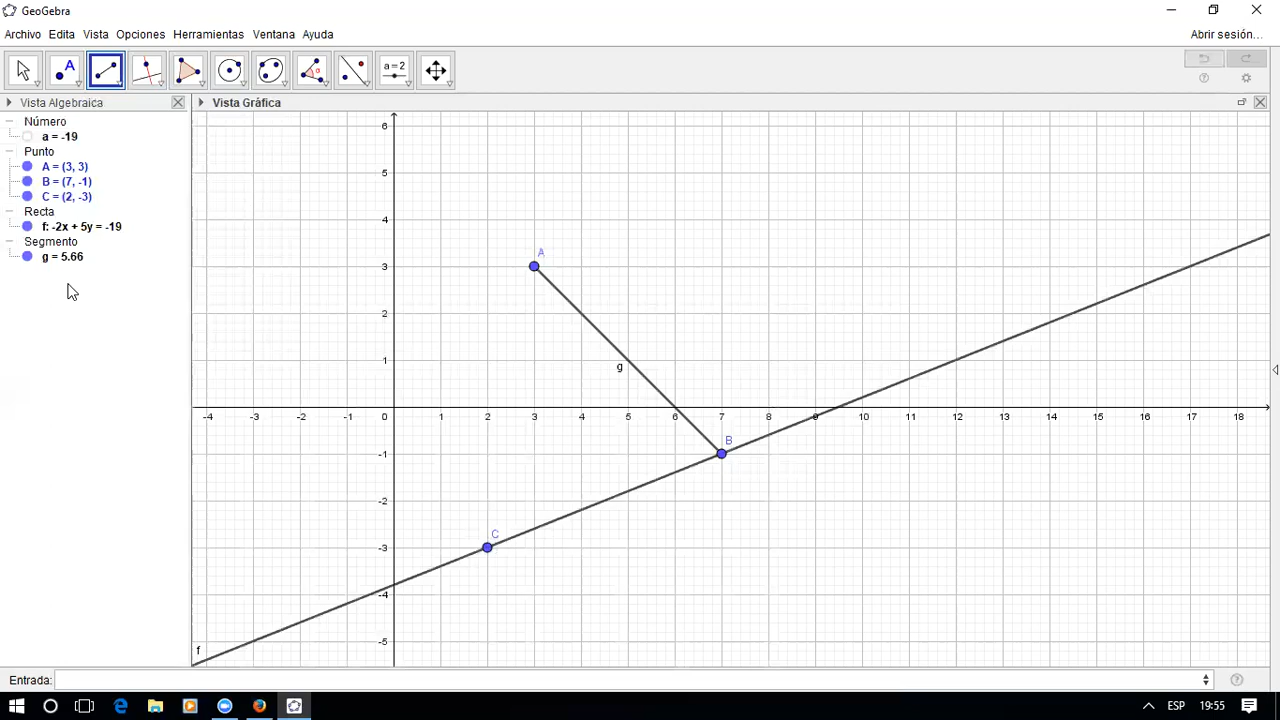 GeoGebra
Archivo Edita Vista Opciones Herramientas Ventana Ayuda
Abrir sesión...
A
α
a = 2
Vista Algebraica
Vista Gráfica
Número
a = -19
Punto
A = (3, 3)
B = (7, -1)
C = (2, -3)
Recta
f: -2x + 5y = -19
Segmento
g = 5.66
6
5
4
3
2
1
-4 -3 -2 -1 0 1 2 3 4 5 6 7 8 9 10 11 12 13 14 15 16 17 18
-1
-2
-3
-4
-5
A
g
B
C
f
Entrada:
ESP 19:55